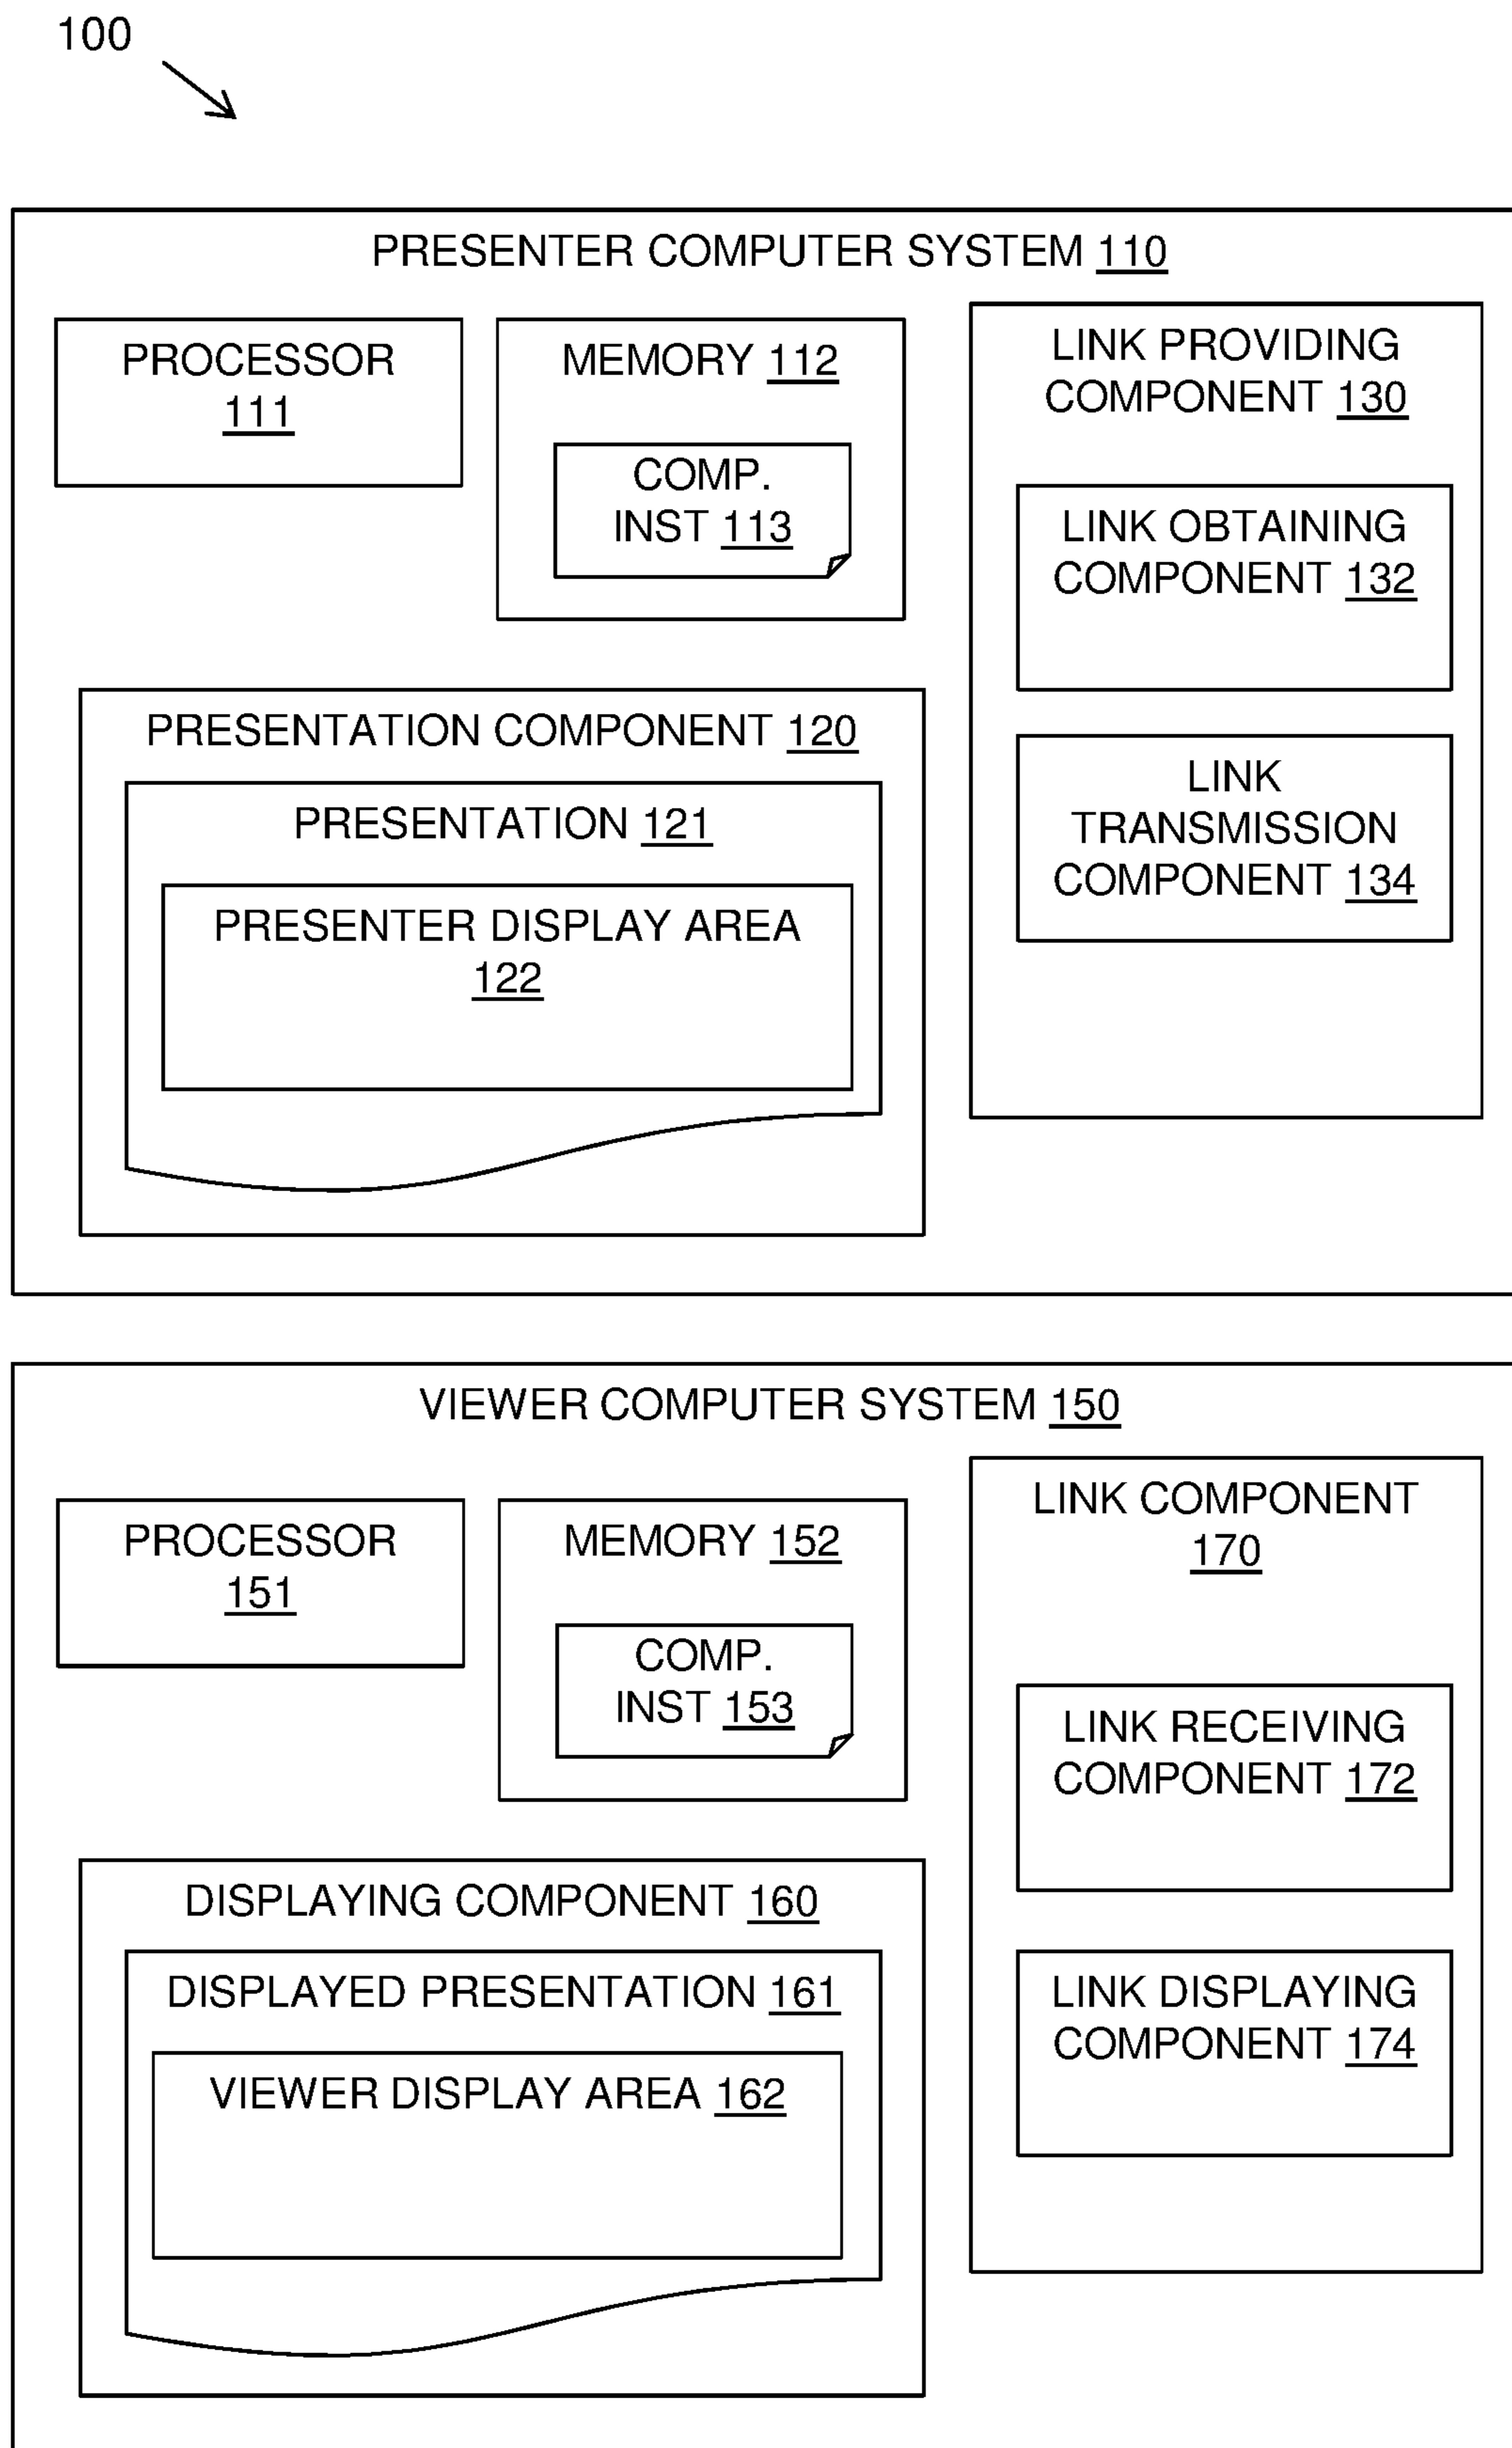 100
PRESENTER COMPUTER SYSTEM 110
PROCESSOR
111
MEMORY 112
COMP.
INST 113
LINK PROVIDING
COMPONENT 130
LINK OBTAINING
COMPONENT 132
LINK
TRANSMISSION
COMPONENT 134
PRESENTATION COMPONENT 120
PRESENTATION 121
PRESENTER DISPLAY AREA
122
VIEWER COMPUTER SYSTEM 150
PROCESSOR
151
MEMORY 152
COMP.
INST 153
LINK COMPONENT
170
LINK RECEIVING
COMPONENT 172
LINK DISPLAYING
COMPONENT 174
DISPLAYING COMPONENT 160
DISPLAYED PRESENTATION 161
VIEWER DISPLAY AREA 162